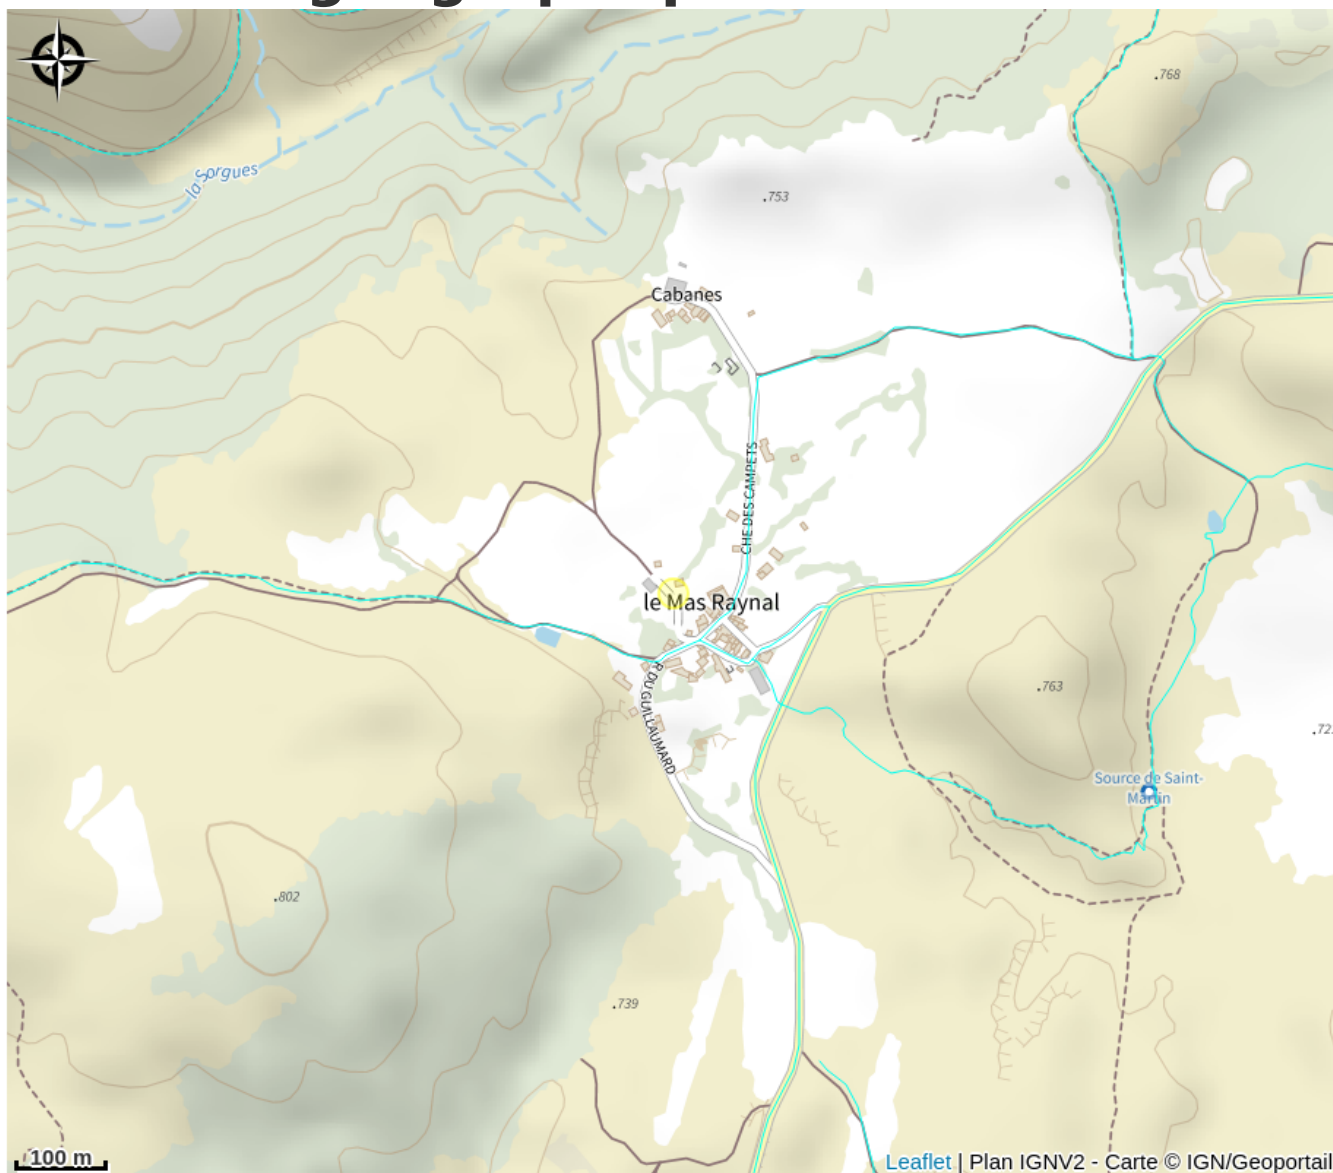 .768
la Sorgues
.753
Cabanes
CHE DES CAMPETS
le Mas Raynal
R DU GUILLAUMARD
.763
.72
Source de Saint-
Martin
.802
.739
100 m
Leaflet | Plan IGNV2 - Carte © IGN/Geoportail